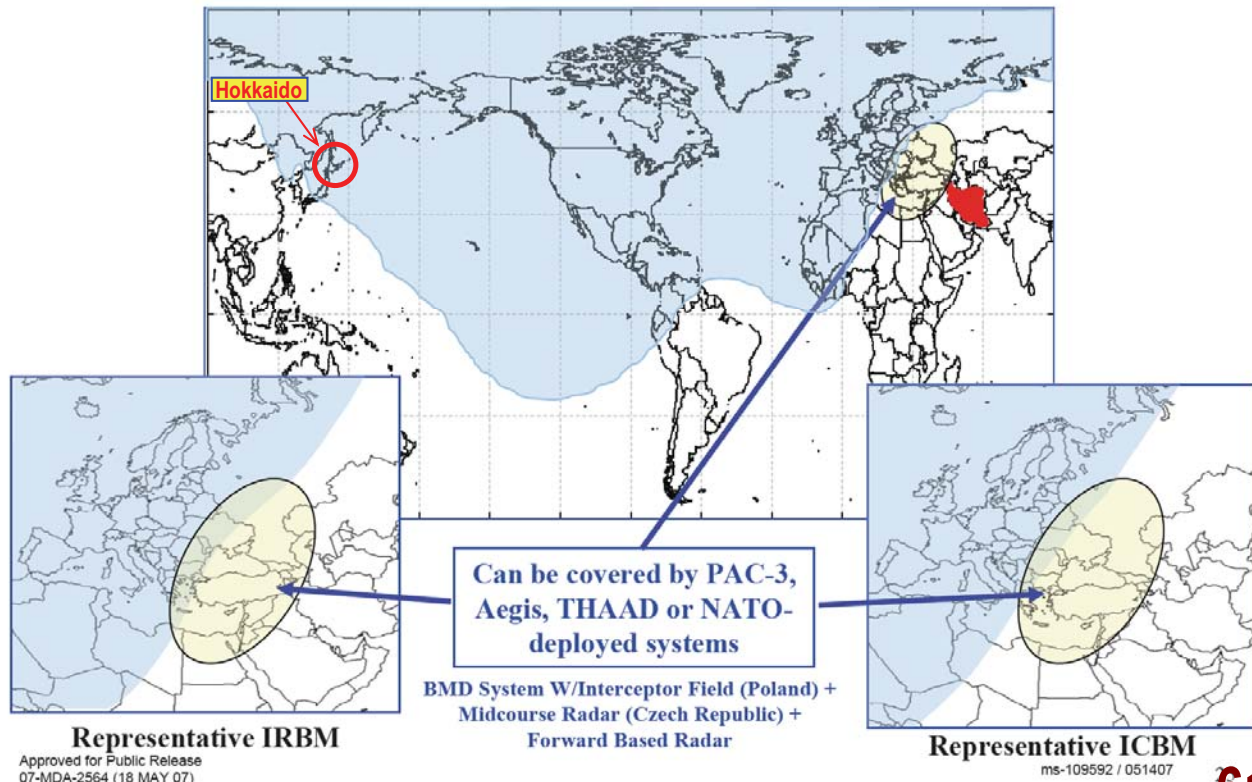 Hokkaido
Can be covered by PAC-3,
Aegis, THAAD or NATO-
deployed systems
BMD System W/Interceptor Field (Poland) +
Midcourse Radar (Czech Republic) +
Forward Based Radar
Representative IRBM
Approved for Public Release
07-MDA-2564 (18 MAY 07)
Representative ICBM
ms-109592 / 051407